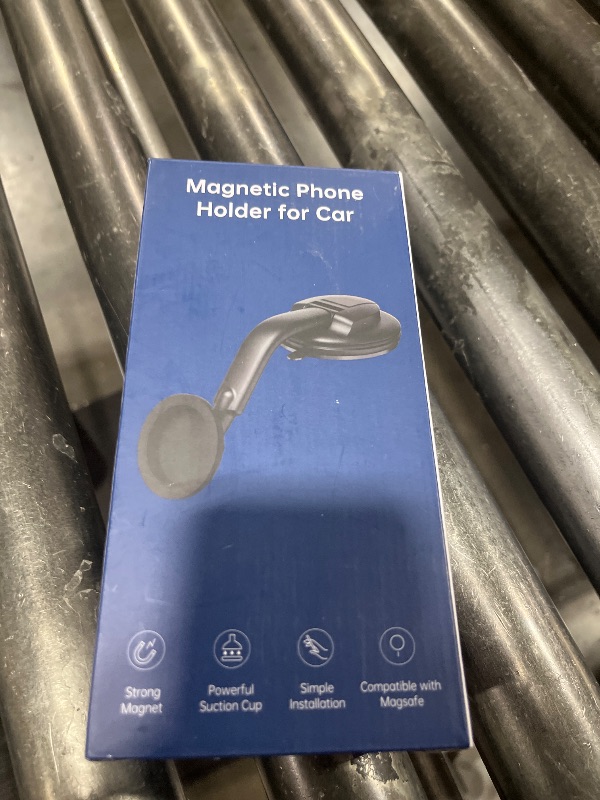 Magnetic Phone
Holder for Car
Strong
Magnet
Powerful
Suction Cup
Simple
Installation
Compatible with
Magsafe